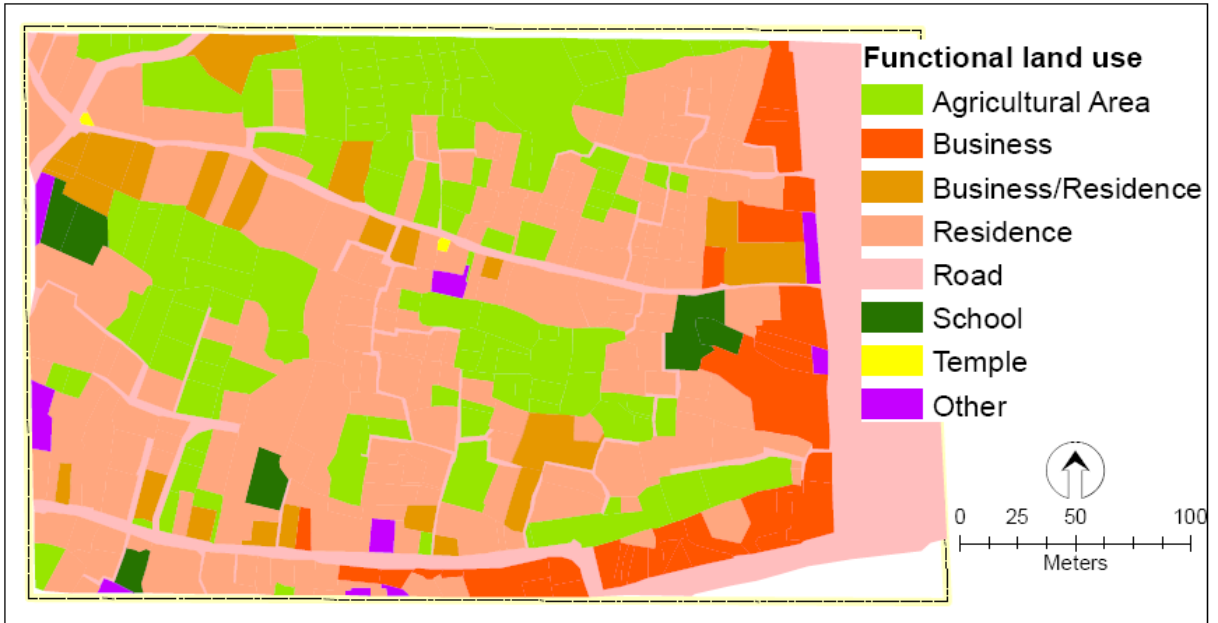 Functional land use
Agricultural Area
Business
Business/Residence
Residence
Road
School
Temple
Other
0 25 50 100
Meters